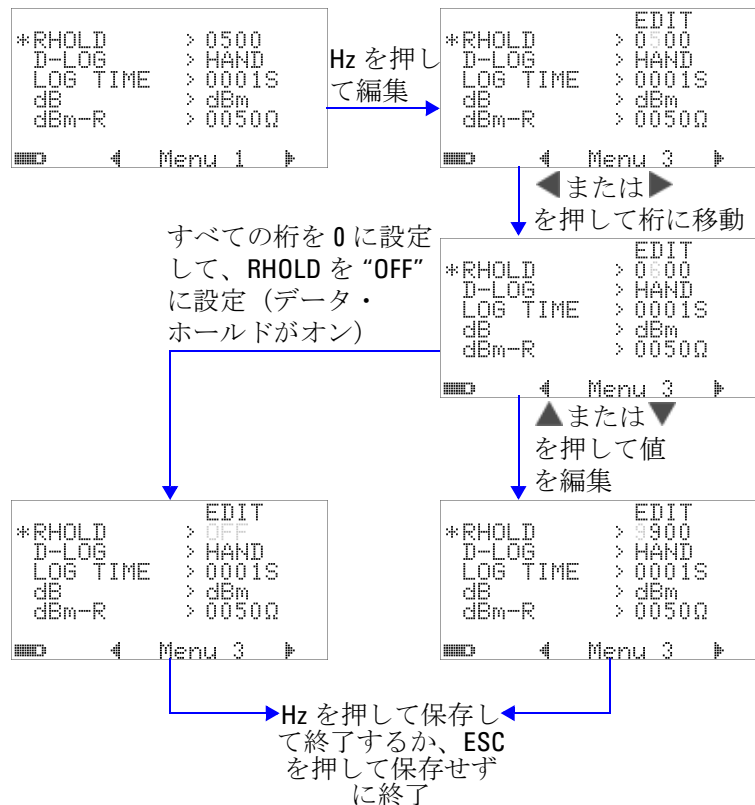 *RHOLD > 0500
D-LOG > HAND
LOG TIME > 0001S
dB > dBm
dBm-R > 0050Ω
Menu 1
Hz を押し
て編集
EDIT
*RHOLD > 0500
D-LOG > HAND
LOG TIME > 0001S
dB > dBm
dBm-R > 0050Ω
Menu 3
◀または▶
を押して桁に移動
すべての桁を 0 に設定
して、RHOLD を “OFF”
に設定（データ・
ホールドがオン）
EDIT
*RHOLD > 0600
D-LOG > HAND
LOG TIME > 0001S
dB > dBm
dBm-R > 0050Ω
Menu 3
▲または▼
を押して値
を編集
EDIT
*RHOLD > OFF
D-LOG > HAND
LOG TIME > 0001S
dB > dBm
dBm-R > 0050Ω
Menu 3
EDIT
*RHOLD > 9900
D-LOG > HAND
LOG TIME > 0001S
dB > dBm
dBm-R > 0050Ω
Menu 3
Hz を押して保存し
て終了するか、ESC
を押して保存せず
に終了